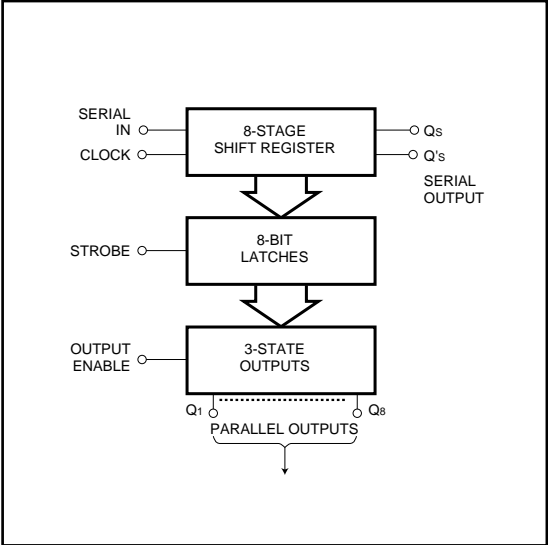 SERIAL
IN
CLOCK
8-STAGE
SHIFT REGISTER
QS
Q'S
SERIAL
OUTPUT
STROBE
8-BIT
LATCHES
OUTPUT
ENABLE
3-STATE
OUTPUTS
Q1
Q8
PARALLEL OUTPUTS